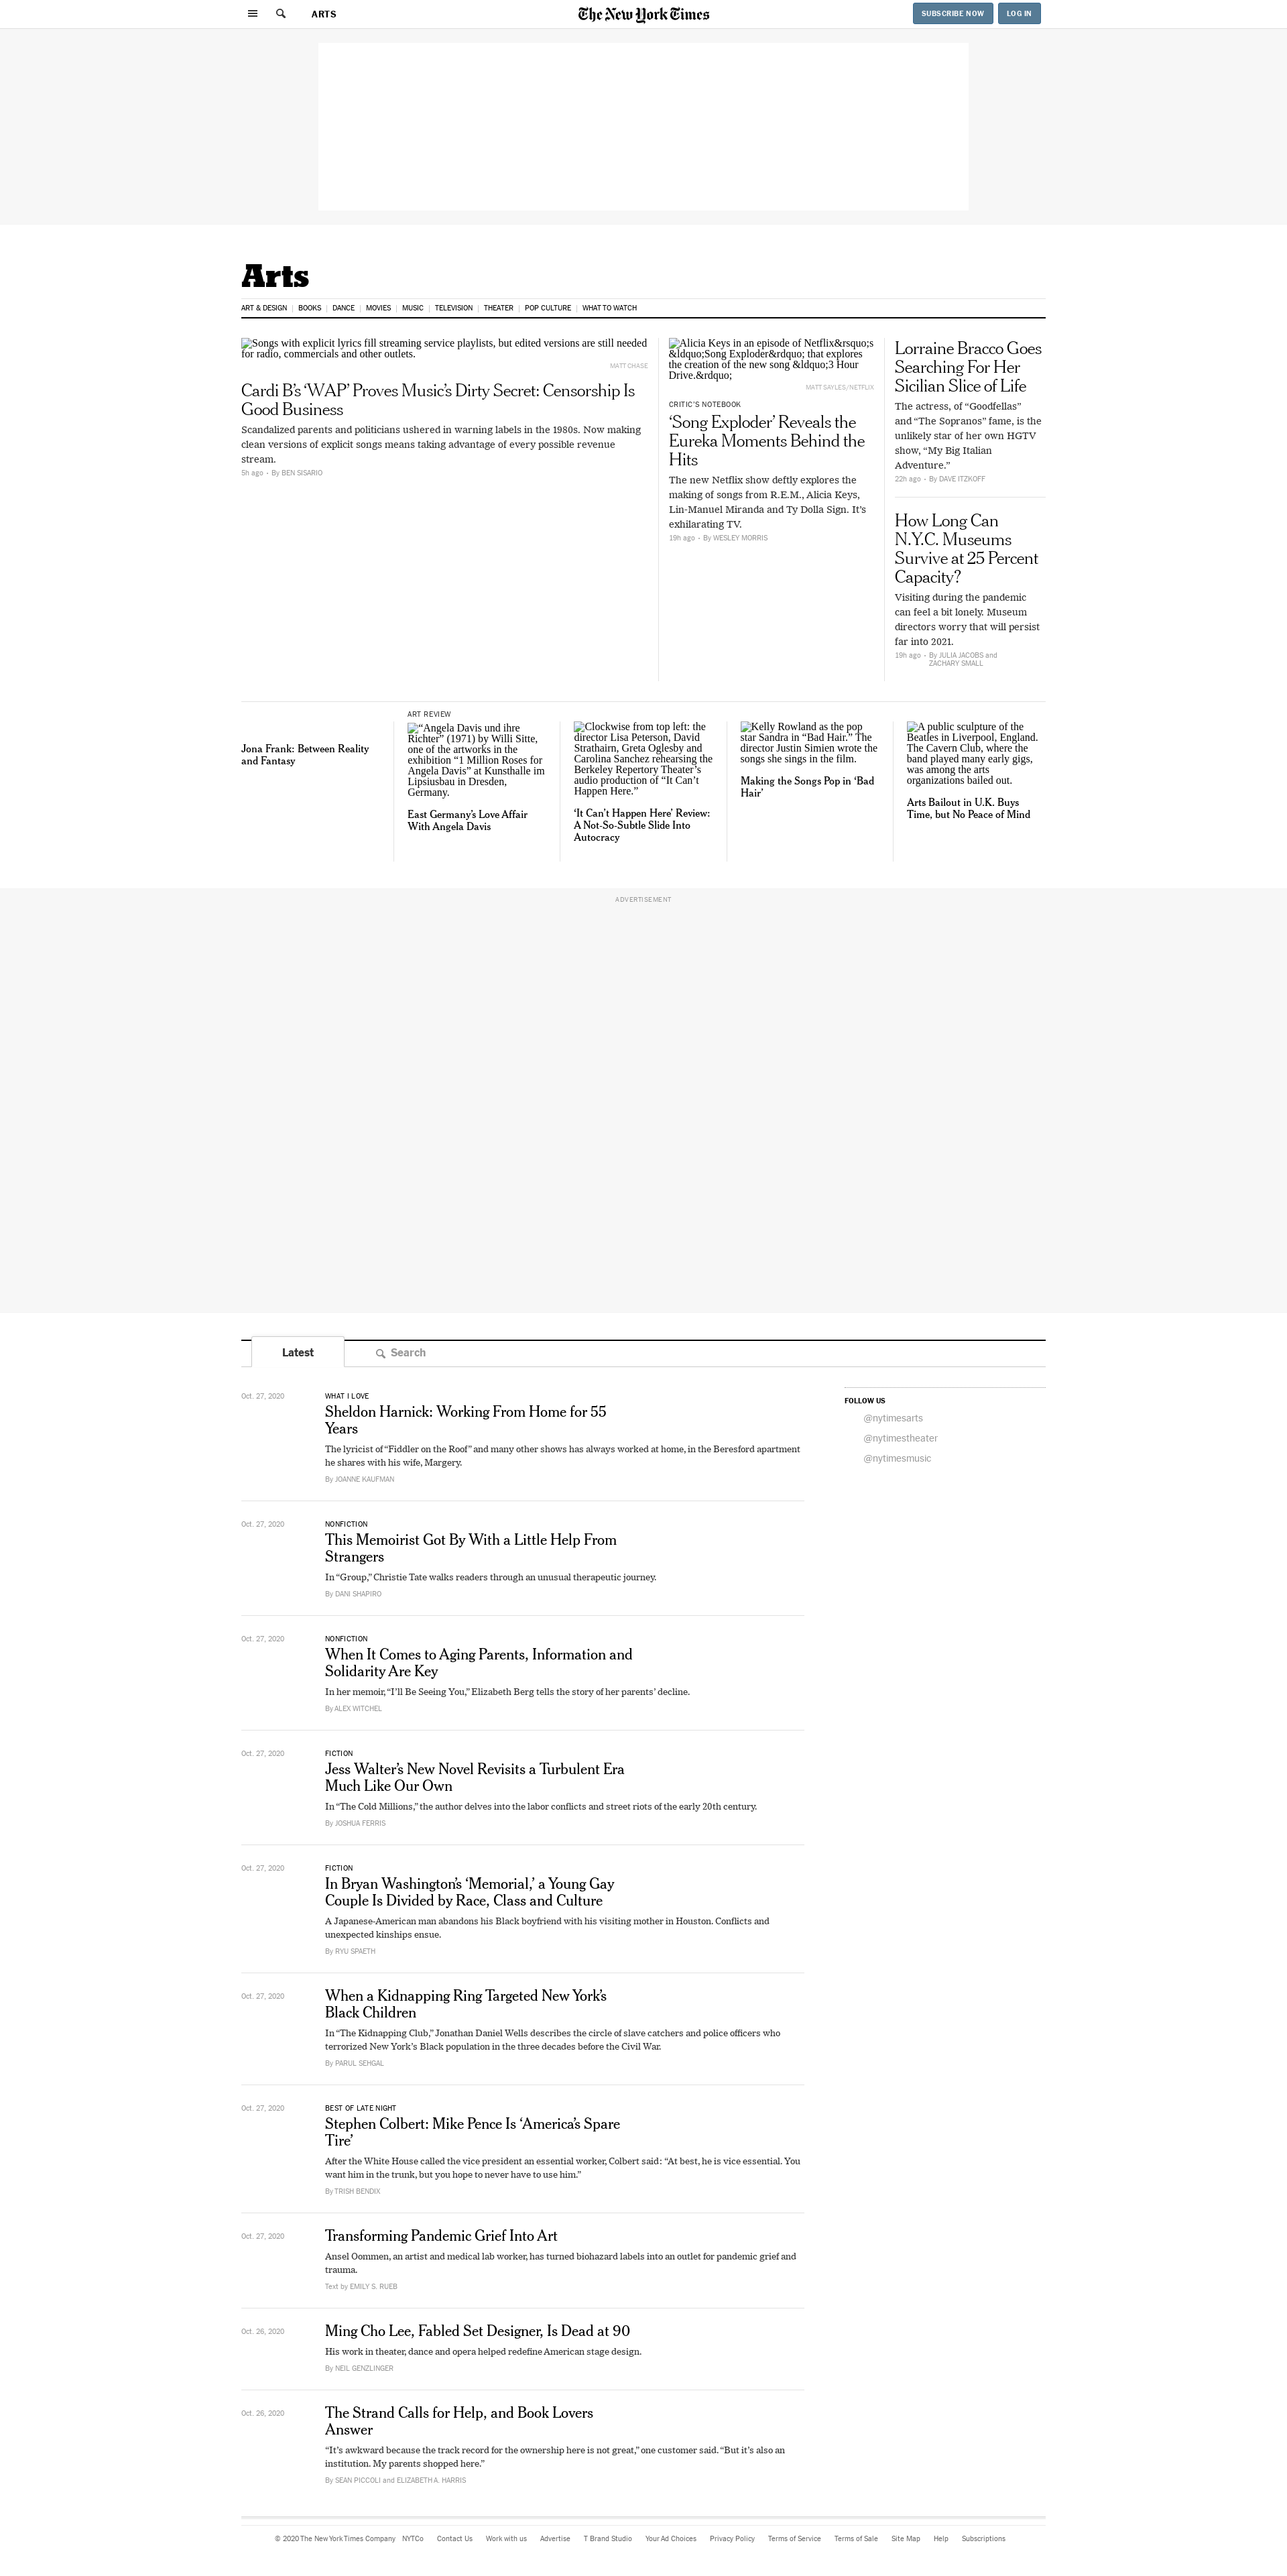 ARTS
The New York Times
SUBSCRIBE NOW
LOG IN
Arts
ART & DESIGN
BOOKS
DANCE
MOVIES
MUSIC
TELEVISION
THEATER
POP CULTURE
WHAT TO WATCH
Songs with explicit lyrics fill streaming service playlists, but edited versions are still needed
for radio, commercials and other outlets.
MATT CHASE
Cardi B’s ‘WAP’ Proves Music’s Dirty Secret: Censorship Is
Good Business
Scandalized parents and politicians ushered in warning labels in the 1980s. Now making
clean versions of explicit songs means taking advantage of every possible revenue
stream.
5h ago - By BEN SISARIO
Alicia Keys in an episode of Netflix&rsquo;s
&ldquo;Song Exploder&rdquo; that explores
the creation of the new song &ldquo;3 Hour
Drive.&rdquo;
MATT SAYLES/NETFLIX
CRITIC’S NOTEBOOK
‘Song Exploder’ Reveals the
Eureka Moments Behind the
Hits
The new Netflix show deftly explores the
making of songs from R.E.M., Alicia Keys,
Lin-Manuel Miranda and Ty Dolla Sign. It’s
exhilarating TV.
19h ago - By WESLEY MORRIS
Lorraine Bracco Goes
Searching For Her
Sicilian Slice of Life
The actress, of “Goodfellas”
and “The Sopranos” fame, is the
unlikely star of her own HGTV
show, “My Big Italian
Adventure.”
22h ago - By DAVE ITZKOFF
How Long Can
N.Y.C. Museums
Survive at 25 Percent
Capacity?
Visiting during the pandemic
can feel a bit lonely. Museum
directors worry that will persist
far into 2021.
19h ago - By JULIA JACOBS and
ZACHARY SMALL
Jona Frank: Between Reality
and Fantasy
ART REVIEW
“Angela Davis und ihre
Richter” (1971) by Willi Sitte,
one of the artworks in the
exhibition “1 Million Roses for
Angela Davis” at Kunsthalle im
Lipsiusbau in Dresden,
Germany.
East Germany’s Love Affair
With Angela Davis
Clockwise from top left: the
director Lisa Peterson, David
Strathairn, Greta Oglesby and
Carolina Sanchez rehearsing the
Berkeley Repertory Theater’s
audio production of “It Can’t
Happen Here.”
‘It Can’t Happen Here’ Review:
A Not-So-Subtle Slide Into
Autocracy
Kelly Rowland as the pop
star Sandra in “Bad Hair.” The
director Justin Simien wrote the
songs she sings in the film.
Making the Songs Pop in ‘Bad
Hair’
A public sculpture of the
Beatles in Liverpool, England.
The Cavern Club, where the
band played many early gigs,
was among the arts
organizations bailed out.
Arts Bailout in U.K. Buys
Time, but No Peace of Mind
ADVERTISEMENT
Latest
Search
Oct. 27, 2020
WHAT I LOVE
Sheldon Harnick: Working From Home for 55
Years
The lyricist of “Fiddler on the Roof” and many other shows has always worked at home, in the Beresford apartment
he shares with his wife, Margery.
By JOANNE KAUFMAN
FOLLOW US
@nytimesarts
@nytimestheater
@nytimesmusic
Oct. 27, 2020
NONFICTION
This Memoirist Got By With a Little Help From
Strangers
In “Group,” Christie Tate walks readers through an unusual therapeutic journey.
By DANI SHAPIRO
Oct. 27, 2020
NONFICTION
When It Comes to Aging Parents, Information and
Solidarity Are Key
In her memoir, “I’ll Be Seeing You,” Elizabeth Berg tells the story of her parents’ decline.
By ALEX WITCHEL
Oct. 27, 2020
FICTION
Jess Walter’s New Novel Revisits a Turbulent Era
Much Like Our Own
In “The Cold Millions,” the author delves into the labor conflicts and street riots of the early 20th century.
By JOSHUA FERRIS
Oct. 27, 2020
FICTION
In Bryan Washington’s ‘Memorial,’ a Young Gay
Couple Is Divided by Race, Class and Culture
A Japanese-American man abandons his Black boyfriend with his visiting mother in Houston. Conflicts and
unexpected kinships ensue.
By RYU SPAETH
Oct. 27, 2020
When a Kidnapping Ring Targeted New York’s
Black Children
In “The Kidnapping Club,” Jonathan Daniel Wells describes the circle of slave catchers and police officers who
terrorized New York’s Black population in the three decades before the Civil War.
By PARUL SEHGAL
Oct. 27, 2020
BEST OF LATE NIGHT
Stephen Colbert: Mike Pence Is ‘America’s Spare
Tire’
After the White House called the vice president an essential worker, Colbert said: “At best, he is vice essential. You
want him in the trunk, but you hope to never have to use him.”
By TRISH BENDIX
Oct. 27, 2020
Transforming Pandemic Grief Into Art
Ansel Oommen, an artist and medical lab worker, has turned biohazard labels into an outlet for pandemic grief and
trauma.
Text by EMILY S. RUEB
Oct. 26, 2020
Ming Cho Lee, Fabled Set Designer, Is Dead at 90
His work in theater, dance and opera helped redefine American stage design.
By NEIL GENZLINGER
Oct. 26, 2020
The Strand Calls for Help, and Book Lovers
Answer
“It’s awkward because the track record for the ownership here is not great,” one customer said. “But it’s also an
institution. My parents shopped here.”
By SEAN PICCOLI and ELIZABETH A. HARRIS
© 2020 The New York Times Company
NYTCo
Contact Us
Work with us
Advertise
T Brand Studio
Your Ad Choices
Privacy Policy
Terms of Service
Terms of Sale
Site Map
Help
Subscriptions